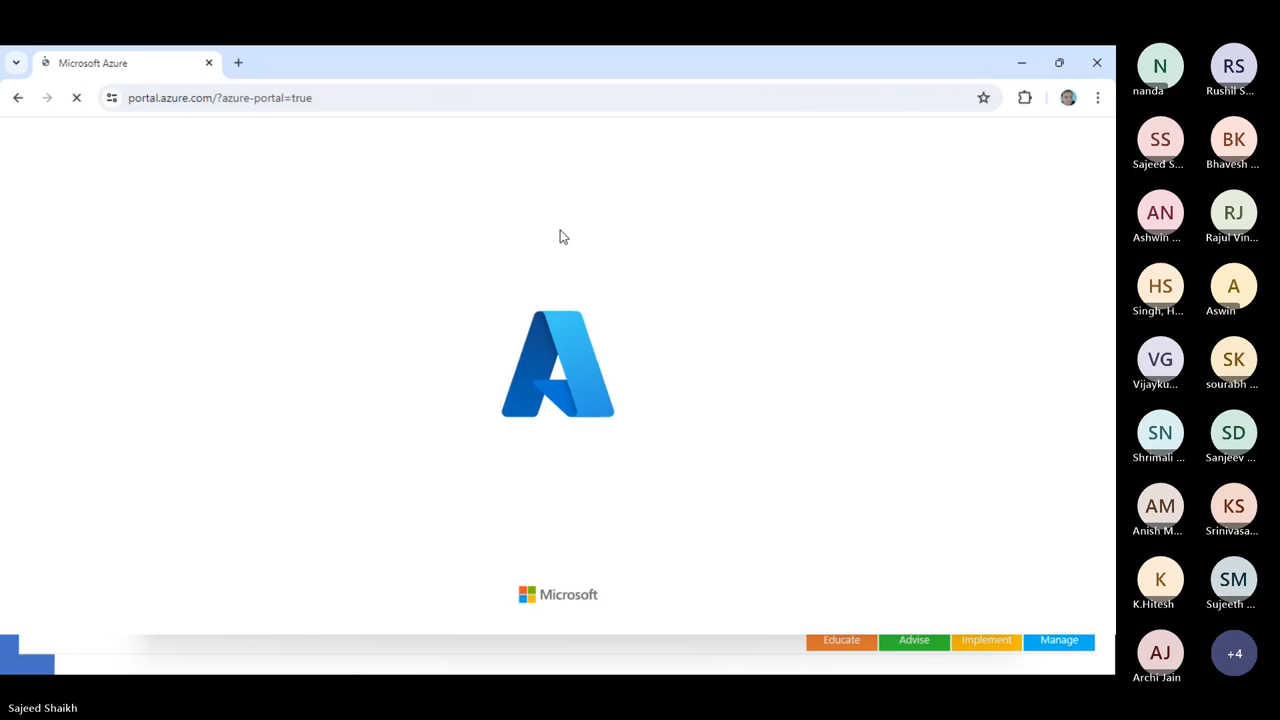 Microsoft Azure
portal.azure.com/?azure-portal=true
Microsoft
Educate
Advise
Implement
Manage
N
nanda
RS
Rushil S...
SS
Sajeed S...
BK
Bhavesh ...
AN
Ashwin ...
RJ
Rajul Vin...
HS
Singh, H...
A
Aswin
VG
Vijayku...
SK
sourabh ...
SN
Shrimali ...
SD
Sanjeev ...
AM
Anish M...
KS
Srinivasa...
K
K.Hitesh
SM
Sujeeth ...
AJ
Archi Jain
+4
Sajeed Shaikh